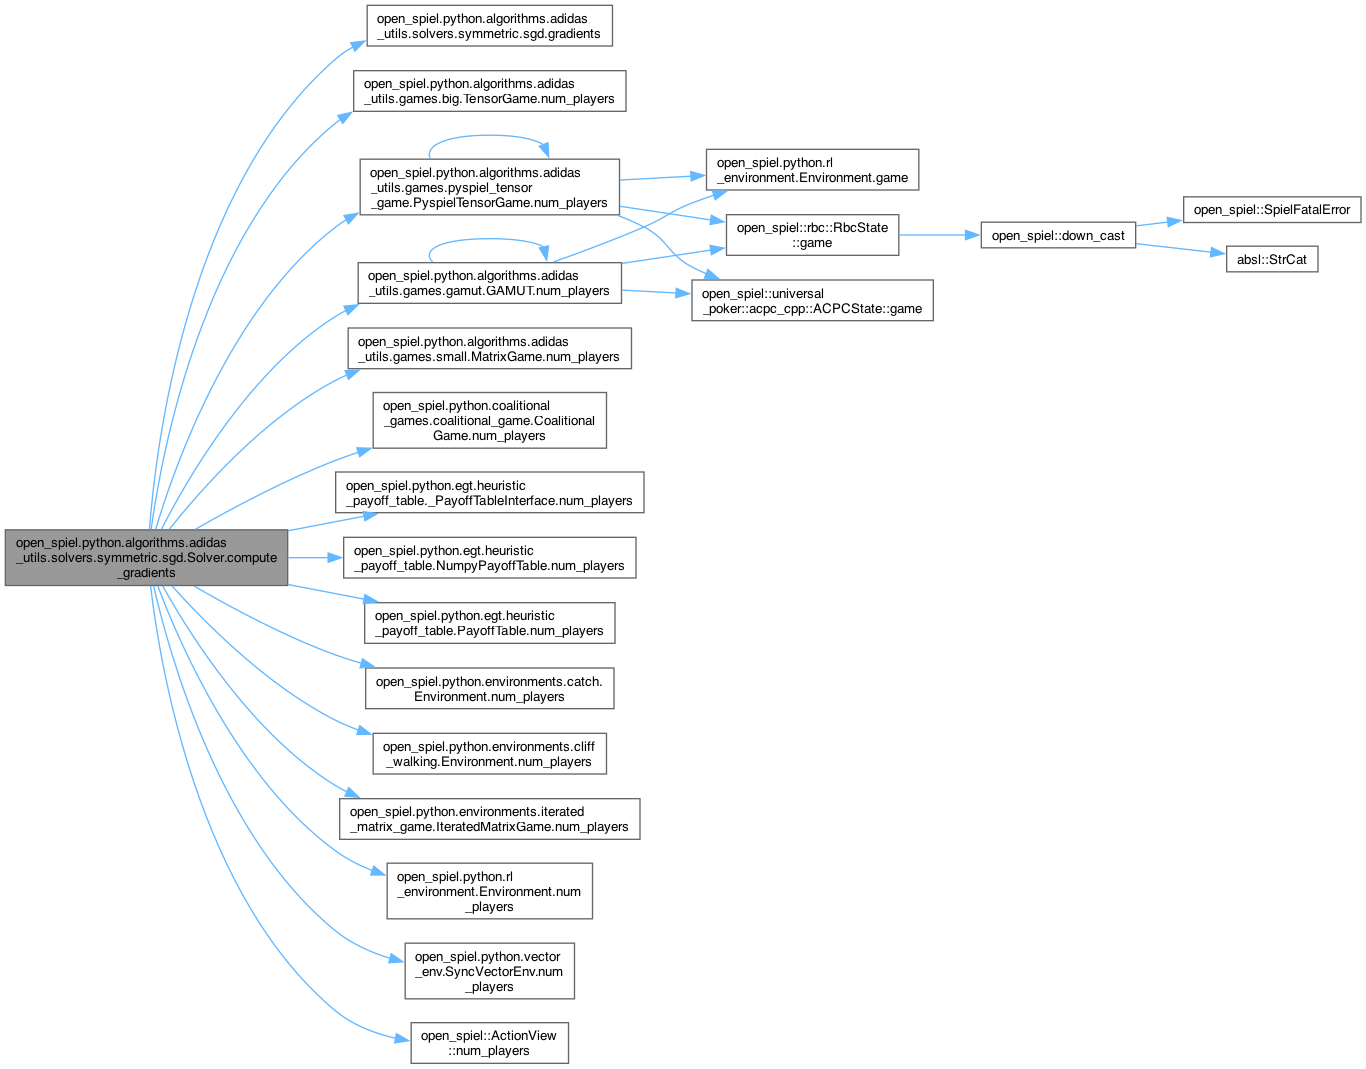 open_spiel.python.algorithms.adidas
_utils.solvers.symmetric.sgd.Solver.compute
_gradients
open_spiel.python.algorithms.adidas
_utils.solvers.symmetric.sgd.gradients
open_spiel.python.algorithms.adidas
_utils.games.big.TensorGame.num_players
open_spiel.python.algorithms.adidas
_utils.games.pyspiel_tensor
_game.PyspielTensorGame.num_players
open_spiel.python.algorithms.adidas
_utils.games.gamut.GAMUT.num_players
open_spiel.python.algorithms.adidas
_utils.games.small.MatrixGame.num_players
open_spiel.python.coalitional
_games.coalitional_game.Coalitional
Game.num_players
open_spiel.python.egt.heuristic
_payoff_table._PayoffTableInterface.num_players
open_spiel.python.egt.heuristic
_payoff_table.NumpyPayoffTable.num_players
open_spiel.python.egt.heuristic
_payoff_table.PayoffTable.num_players
open_spiel.python.environments.catch.
Environment.num_players
open_spiel.python.environments.cliff
_walking.Environment.num_players
open_spiel.python.environments.iterated
_matrix_game.IteratedMatrixGame.num_players
open_spiel.python.rl
_environment.Environment.num
_players
open_spiel.python.vector
_env.SyncVectorEnv.num
_players
open_spiel::ActionView
::num_players
open_spiel.python.rl
_environment.Environment.game
open_spiel::rbc::RbcState
::game
open_spiel::universal
_poker::acpc_cpp::ACPCState::game
open_spiel::down_cast
open_spiel::SpielFatalError
absl::StrCat